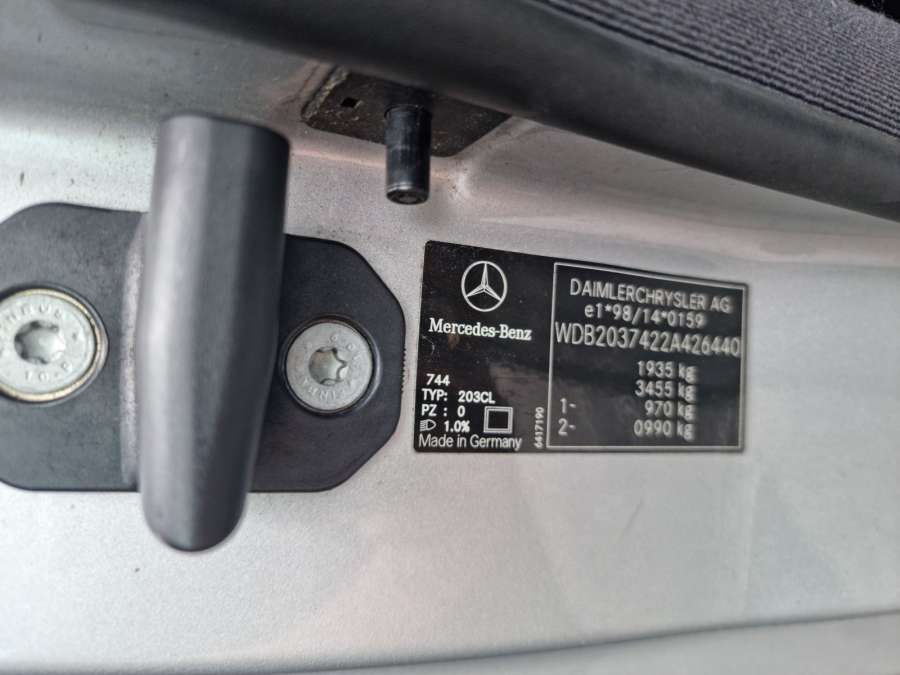 Mercedes-Benz
744
TYP: 203CL
PZ : 0
1.0%
Made in Germany
6417190
DAIMLERCHRYSLER AG
e1*98/14*0159
WDB2037422A426440
1935 kg
3455 kg
1- 970 kg
2- 0990 kg